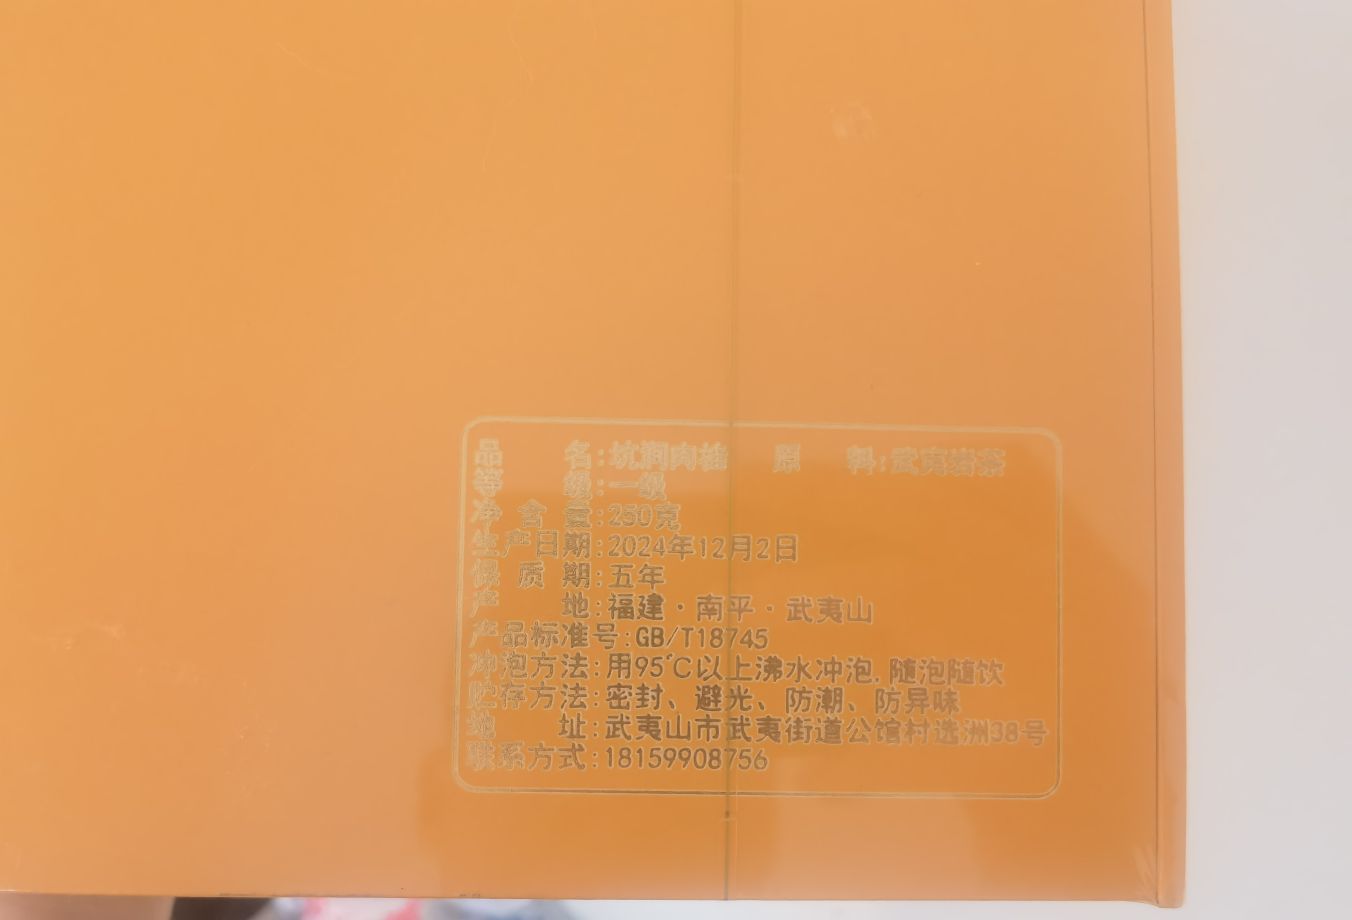 品 名:坑涧肉桂 原 料:武夷岩茶
等 级:一级
净 含 量:250克
生产日期:2024年12月2日
保 质 期:五年
产 地:福建·南平·武夷山
产品标准号:GB/T18745
冲泡方法:用95℃以上沸水冲泡,随泡随饮
贮存方法:密封、避光、防潮、防异味
地 址:武夷山市武夷街道公馆村选洲38号
联系方式:18159908756